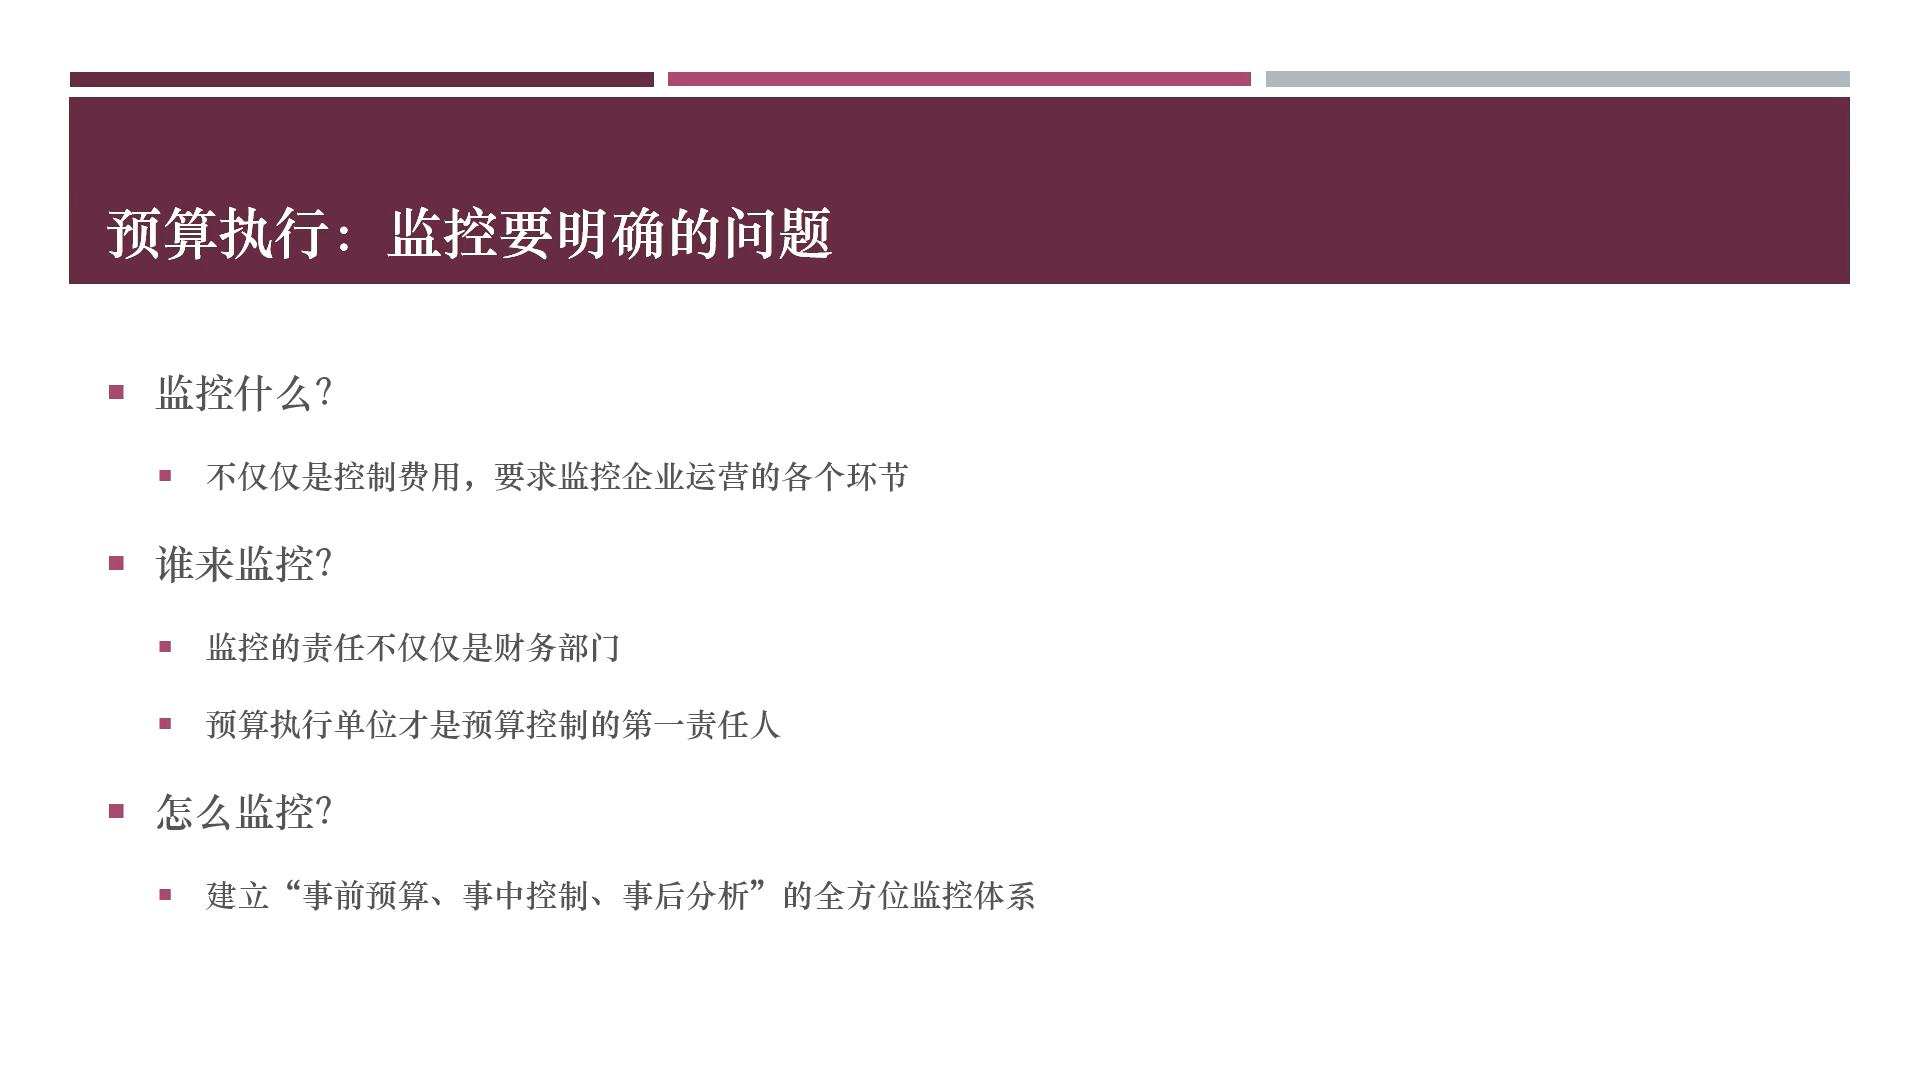 预算执行：监控要明确的问题
监控什么？
不仅仅是控制费用，要求监控企业运营的各个环节
谁来监控？
监控的责任不仅仅是财务部门
预算执行单位才是预算控制的第一责任人
怎么监控？
建立“事前预算、事中控制、事后分析”的全方位监控体系